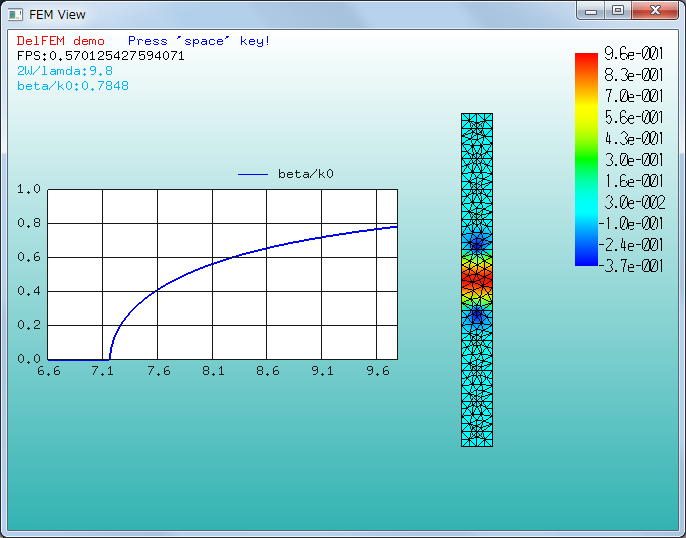 FEM View
DelFEM demo Press "space" key!
FPS:0.570125427594071
2W/lamda:9.8
beta/k0:0.7848
beta/k0
1.0
0.8
0.6
0.4
0.2
0.0
6.6 7.1 7.6 8.1 8.6 9.1 9.6
9.6e-001
8.3e-001
7.0e-001
5.6e-001
4.3e-001
3.0e-001
1.6e-001
3.0e-002
-1.0e-001
-2.4e-001
-3.7e-001